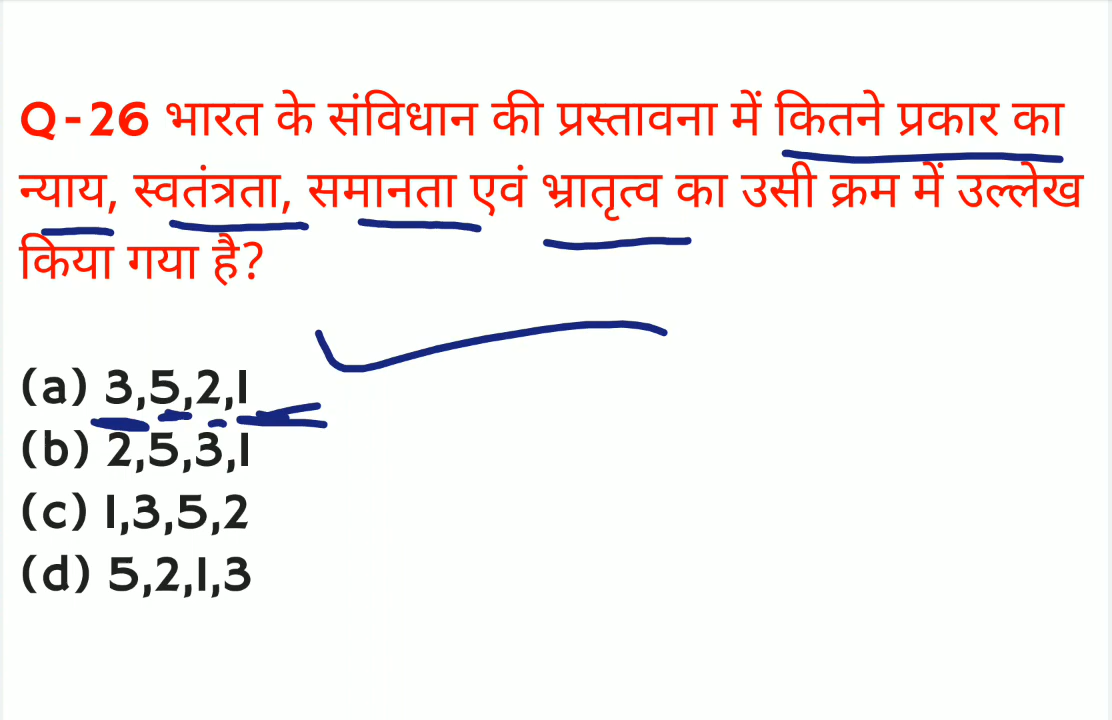 Q-26 भारत के संविधान की प्रस्तावना में कितने प्रकार का
न्याय, स्वतंत्रता, समानता एवं भ्रातृत्व का उसी क्रम में उल्लेख
किया गया है?
(a) 3,5,2,1
(b) 2,5,3,1
(c) 1,3,5,2
(d) 5,2,1,3